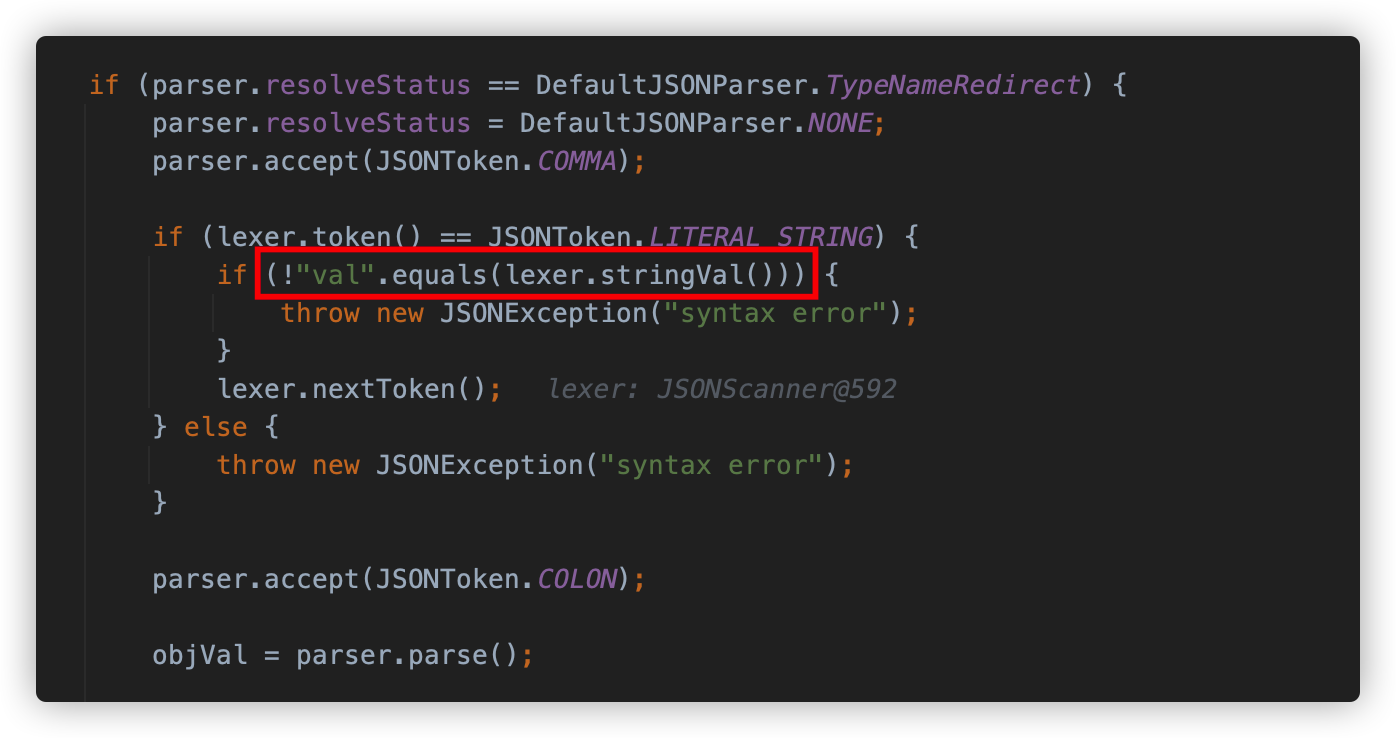 if (parser.resolveStatus == DefaultJSONParser.TypeNameRedirect) {
parser.resolveStatus = DefaultJSONParser.NONE;
parser.accept(JSONToken.COMMA);
if (lexer.token() == JSONToken.LITERAL_STRING) {
if (!"val".equals(lexer.stringVal())) {
throw new JSONException("syntax error");
}
lexer.nextToken(); lexer: JSONScanner@592
} else {
throw new JSONException("syntax error");
}
parser.accept(JSONToken.COLON);
objVal = parser.parse();